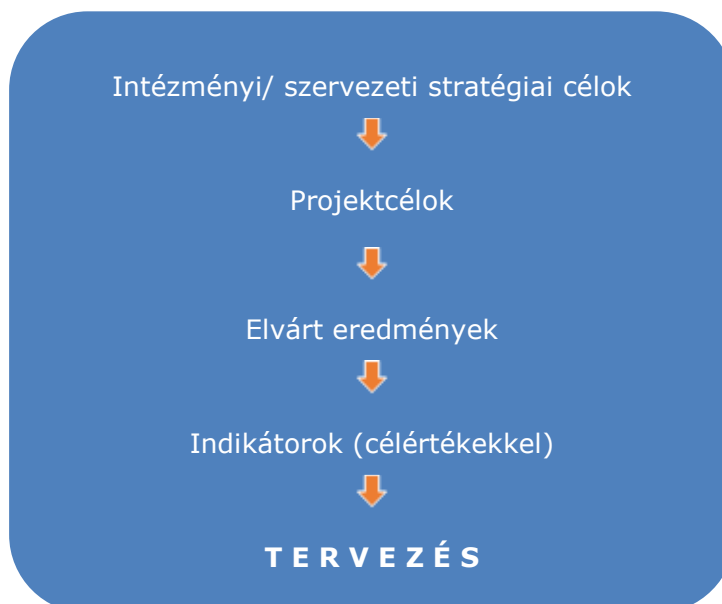 Intézményi/ szervezeti stratégiai célok
Projektcélok
Elvárt eredmények
Indikátorok (célértékekkel)
T E R V E Z É S